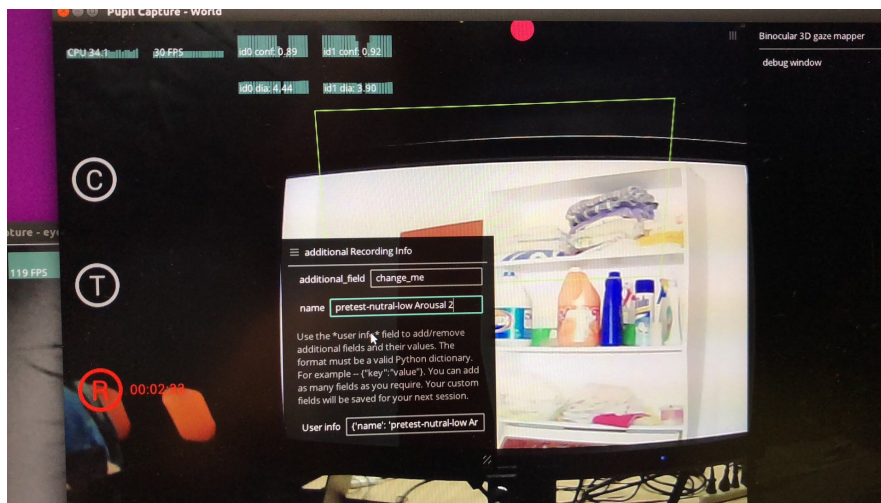 Pupil Capture - World
CPU 34.1
30 FPS
id0 conf: 0.89
id1 conf: 0.92
id0 dia: 4.44
id1 dia: 3.90
Binocular 3D gaze mapper
debug window
C
T
R
00:02:33
119 FPS
additional Recording Info
additional_field
change_me
name
pretest-nutral-low Arousal 2
Use the *user info* field to add/remove
additional fields and their values. The
format must be a valid Python dictionary.
For example -- {"key":"value"}. You can add
as many fields as you require. Your custom
fields will be saved for your next session.
User info
{'name': 'pretest-nutral-low Ar